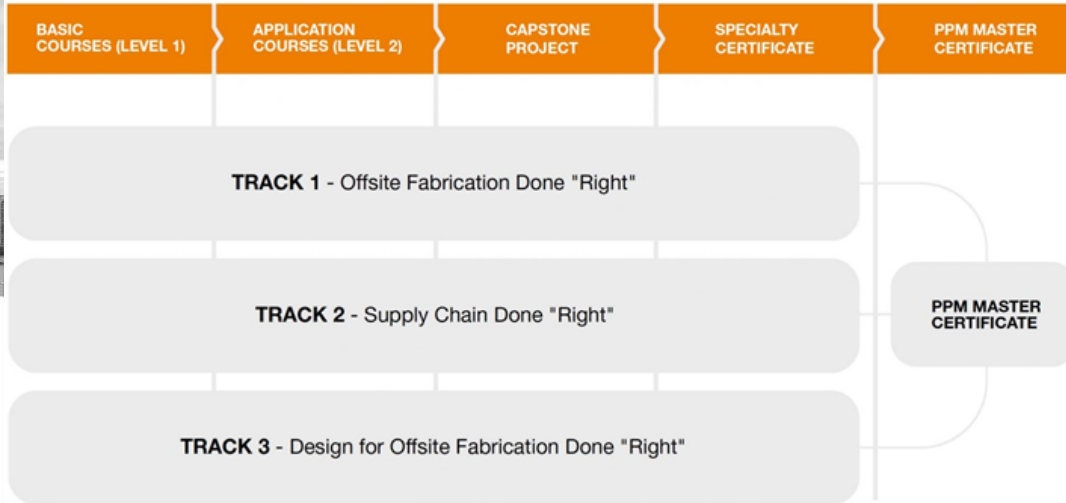 BASIC
COURSES (LEVEL 1)
APPLICATION
COURSES (LEVEL 2)
CAPSTONE
PROJECT
SPECIALTY
CERTIFICATE
PPM MASTER
CERTIFICATE
TRACK 1 - Offsite Fabrication Done "Right"
TRACK 2 - Supply Chain Done "Right"
PPM MASTER
CERTIFICATE
TRACK 3 - Design for Offsite Fabrication Done "Right"